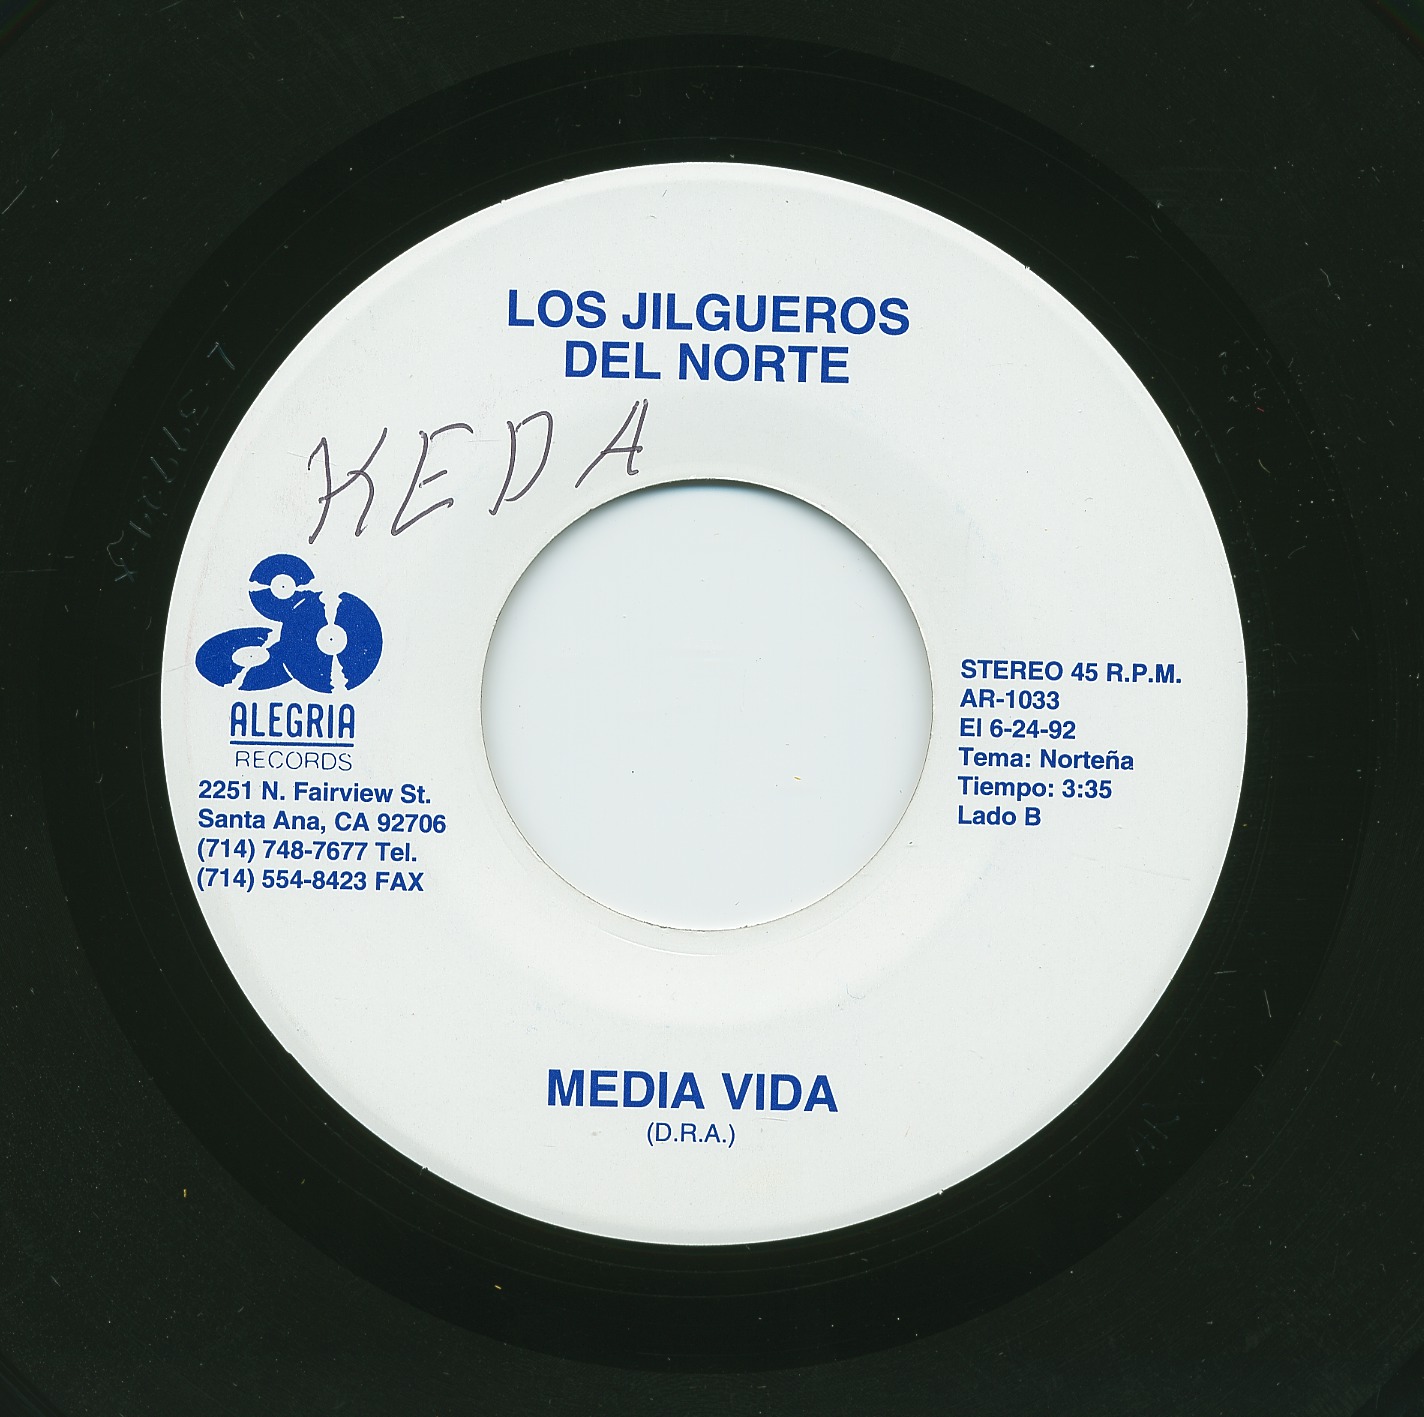 LOS JILGUEROS
DEL NORTE
KEDA
ALEGRIA
RECORDS
2251 N. Fairview St.
Santa Ana, CA 92706
(714) 748-7677 Tel.
(714) 554-8423 FAX
STEREO 45 R.P.M.
AR-1033
El 6-24-92
Tema: Norteña
Tiempo: 3:35
Lado B
MEDIA VIDA
(D.R.A.)